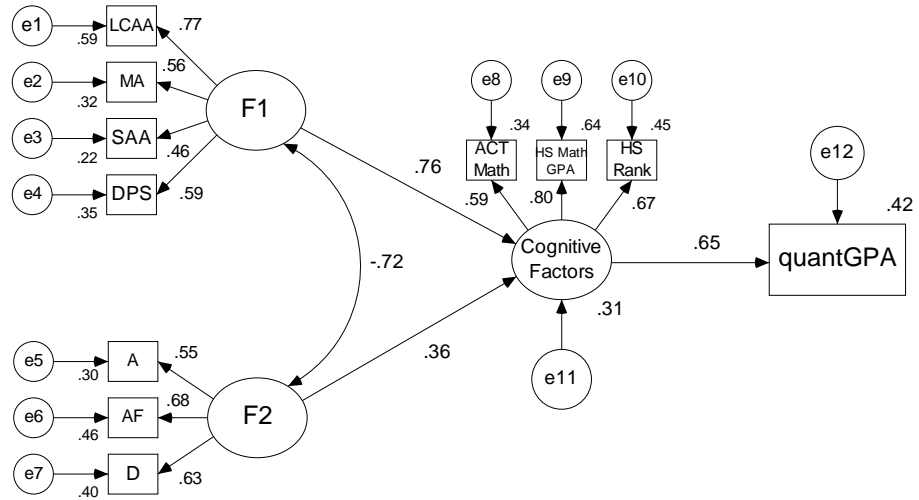 e1
LCAA
.59
.77
e2
MA
.32
.56
e3
SAA
.22
.46
e4
DPS
.35
.59
F1
e8
e9
e10
.34
.64
.45
ACT
Math
HS Math
GPA
HS
Rank
.59
.80
.67
.76
-.72
Cognitive
Factors
.31
.65
e12
.42
quantGPA
.36
e11
e5
A
.30
.55
e6
AF
.46
.68
e7
D
.40
.63
F2